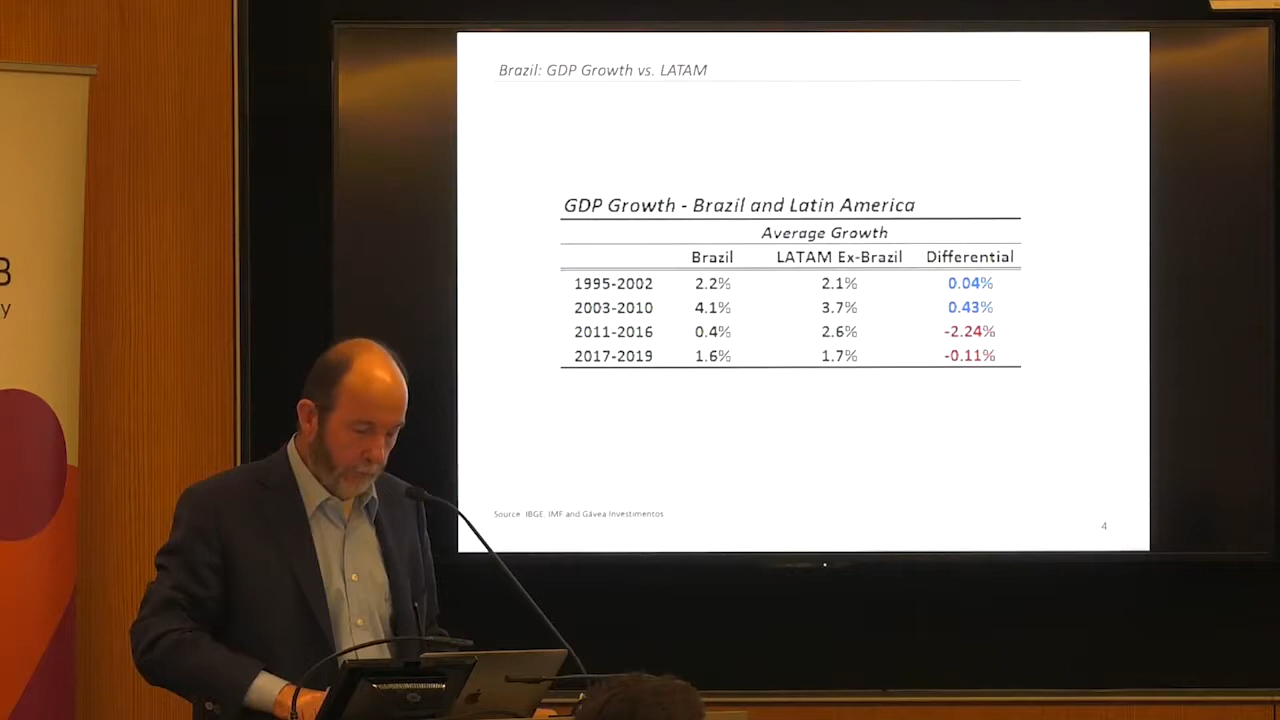 Brazil: GDP Growth vs. LATAM
GDP Growth - Brazil and Latin America
Average Growth
Brazil LATAM Ex-Brazil Differential
1995-2002 2.2% 2.1% 0.04%
2003-2010 4.1% 3.7% 0.43%
2011-2016 0.4% 2.6% -2.24%
2017-2019 1.6% 1.7% -0.11%
Source IBGE, IMF and Gávea Investimentos
4
B
y